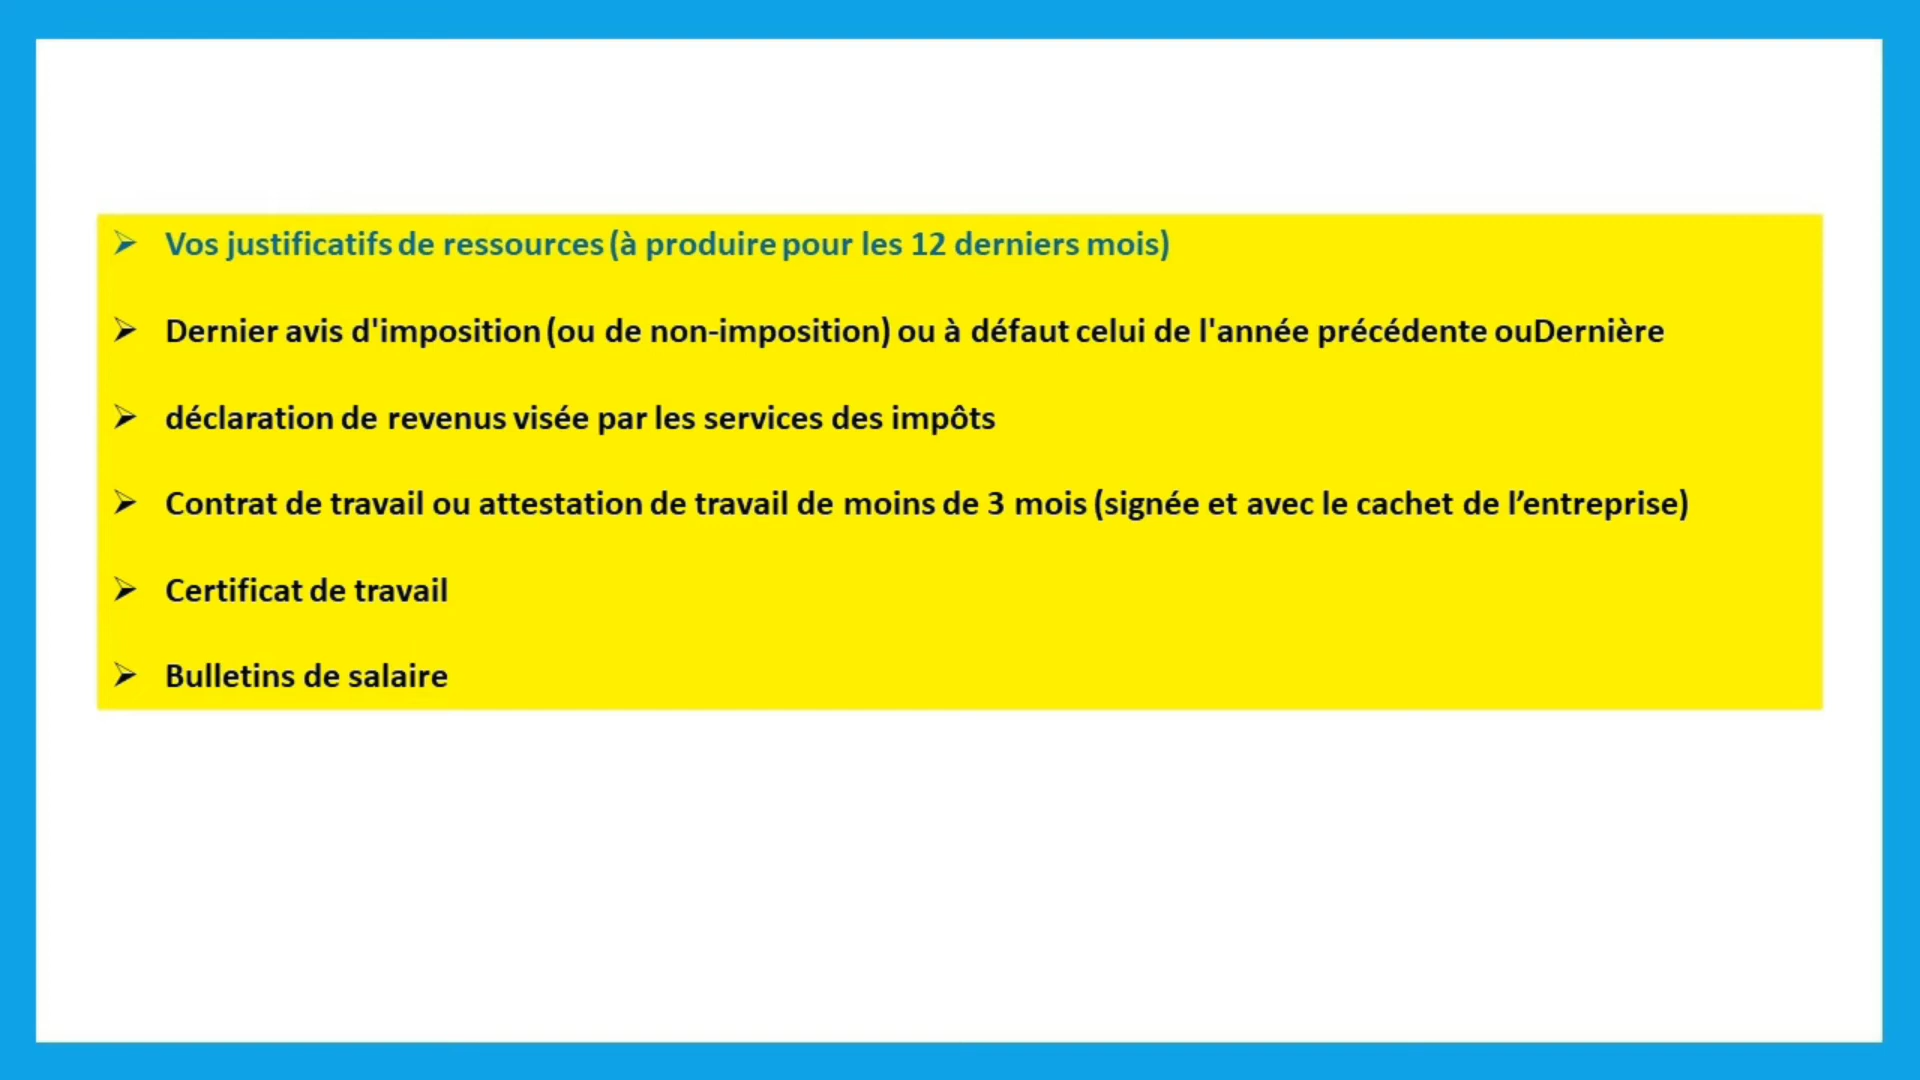 Vos justificatifs de ressources (à produire pour les 12 derniers mois)
Dernier avis d'imposition (ou de non-imposition) ou à défaut celui de l'année précédente ouDernière
déclaration de revenus visée par les services des impôts
Contrat de travail ou attestation de travail de moins de 3 mois (signée et avec le cachet de l’entreprise)
Certificat de travail
Bulletins de salaire